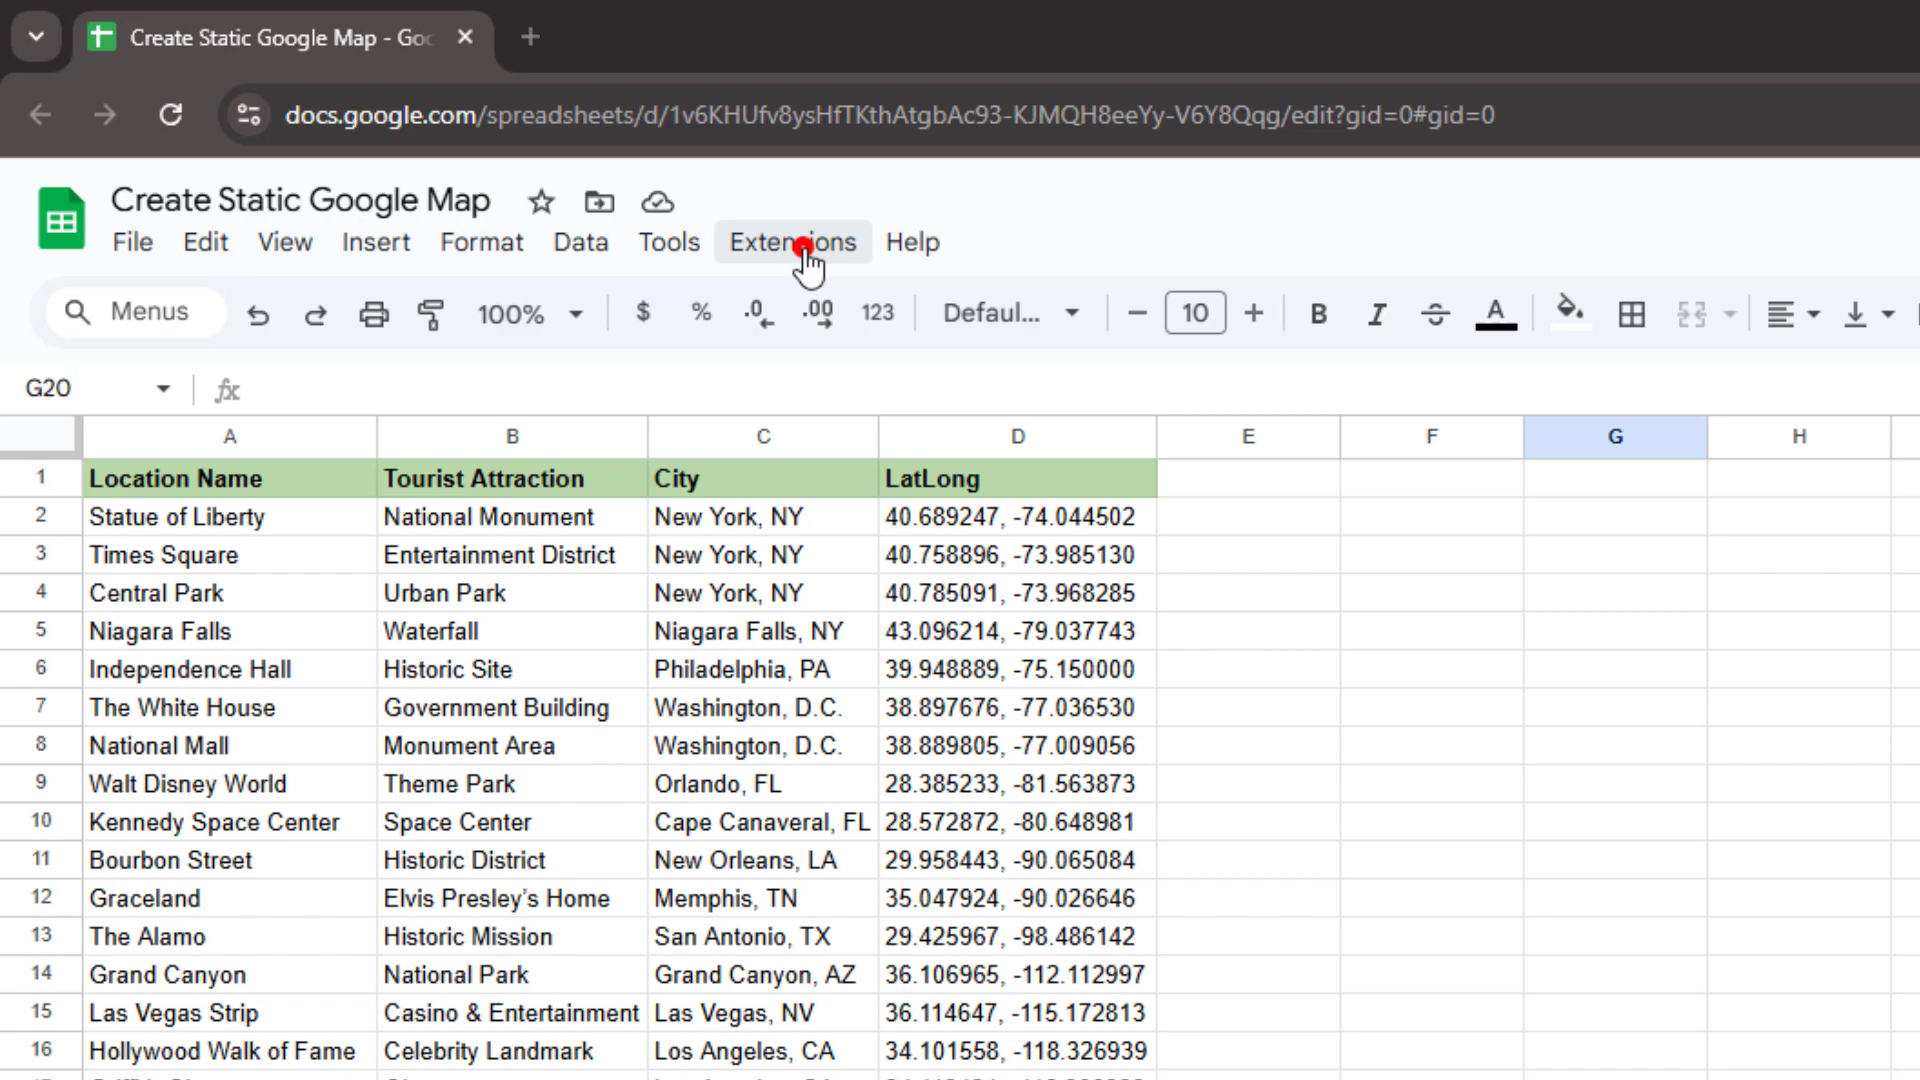 Create Static Google Map - Goo
docs.google.com/spreadsheets/d/1v6KHUfv8ysHfTKthAtgbAc93-KJMQH8eeYy-V6Y8Qqg/edit?gid=0#gid=0
Create Static Google Map
File Edit View Insert Format Data Tools Extensions Help
Menus 100% $ % .0 .00 123 Defaul... 10 B I S A
G20 fx
A B C D E F G H
1 Location Name Tourist Attraction City LatLong
2 Statue of Liberty National Monument New York, NY 40.689247, -74.044502
3 Times Square Entertainment District New York, NY 40.758896, -73.985130
4 Central Park Urban Park New York, NY 40.785091, -73.968285
5 Niagara Falls Waterfall Niagara Falls, NY 43.096214, -79.037743
6 Independence Hall Historic Site Philadelphia, PA 39.948889, -75.150000
7 The White House Government Building Washington, D.C. 38.897676, -77.036530
8 National Mall Monument Area Washington, D.C. 38.889805, -77.009056
9 Walt Disney World Theme Park Orlando, FL 28.385233, -81.563873
10 Kennedy Space Center Space Center Cape Canaveral, FL 28.572872, -80.648981
11 Bourbon Street Historic District New Orleans, LA 29.958443, -90.065084
12 Graceland Elvis Presley’s Home Memphis, TN 35.047924, -90.026646
13 The Alamo Historic Mission San Antonio, TX 29.425967, -98.486142
14 Grand Canyon National Park Grand Canyon, AZ 36.106965, -112.112997
15 Las Vegas Strip Casino & Entertainment Las Vegas, NV 36.114647, -115.172813
16 Hollywood Walk of Fame Celebrity Landmark Los Angeles, CA 34.101558, -118.326939